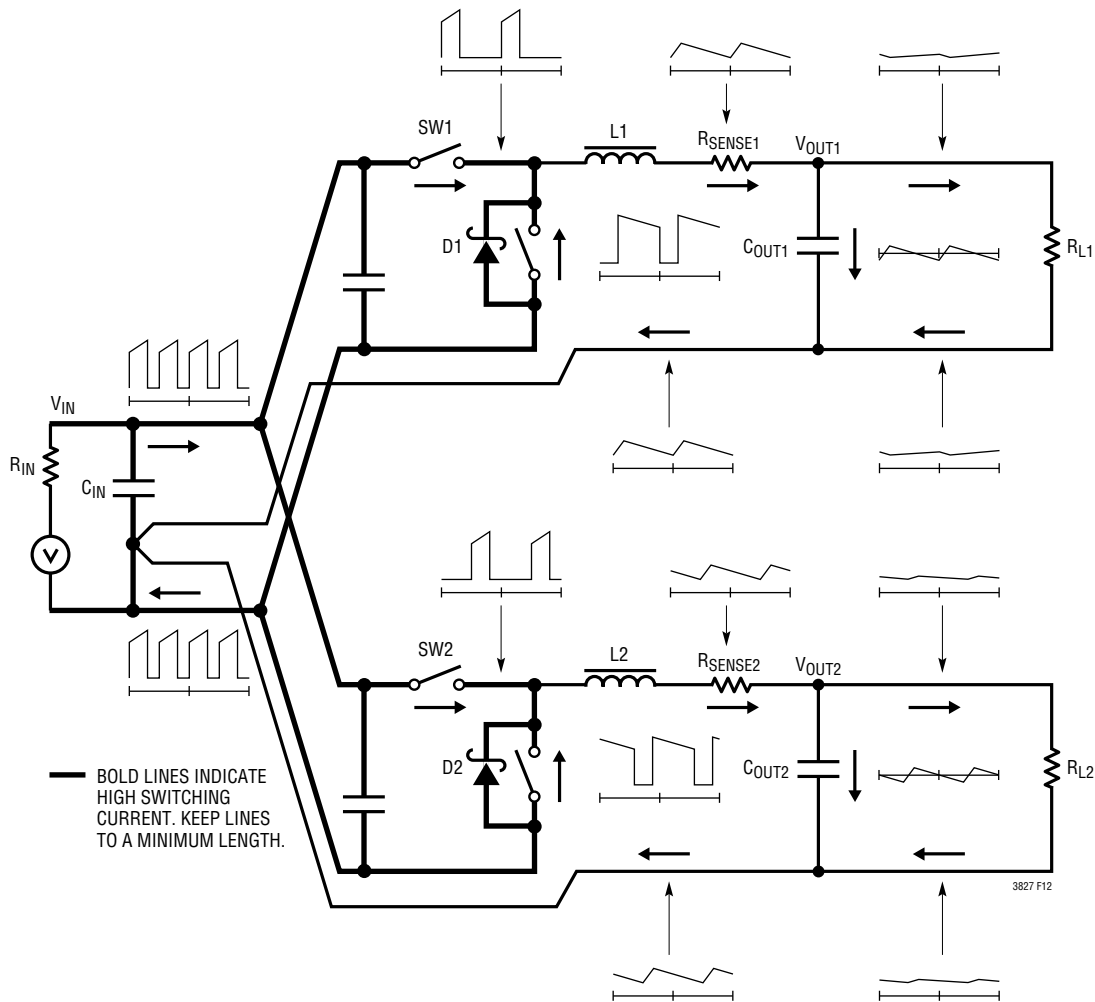 SW1
L1
RSENSE1
VOUT1
D1
COUT1
RL1
VIN
RIN
CIN
V
SW2
L2
RSENSE2
VOUT2
D2
COUT2
RL2
BOLD LINES INDICATE
HIGH SWITCHING
CURRENT. KEEP LINES
TO A MINIMUM LENGTH.
3827 F12